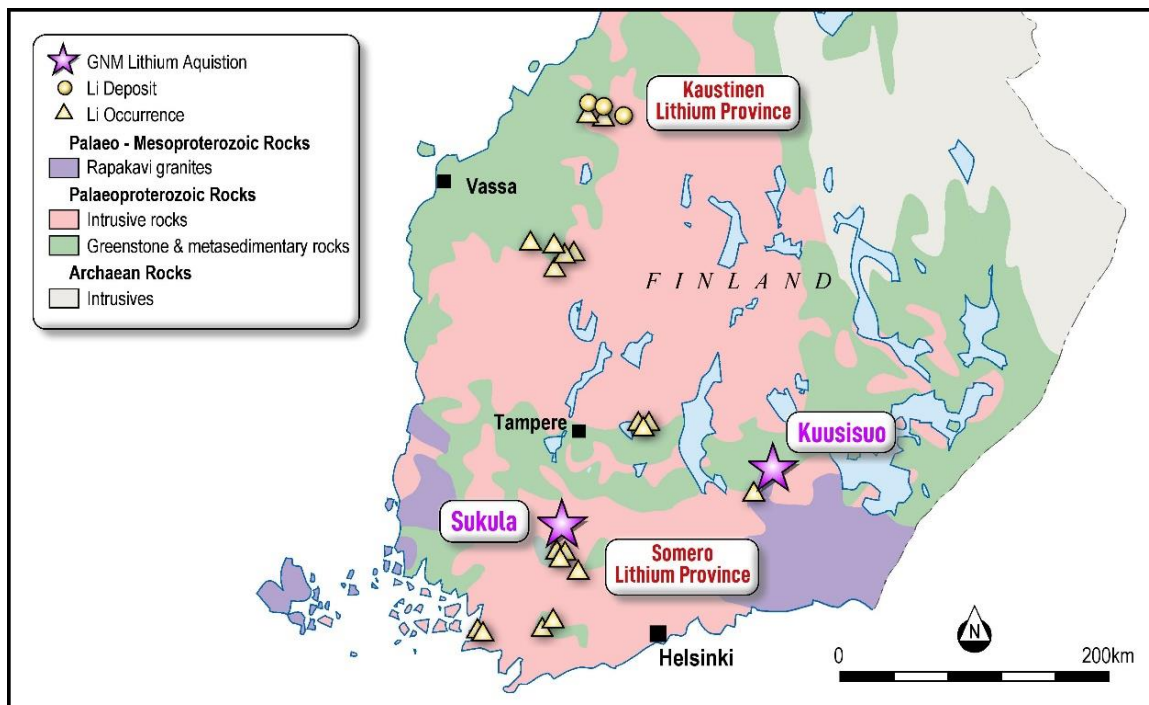 GNM Lithium Aquistion
Li Deposit
Li Occurrence
Palaeo - Mesoproterozoic Rocks
Rapakavi granites
Palaeoproterozoic Rocks
Intrusive rocks
Greenstone & metasedimentary rocks
Archaean Rocks
Intrusives
Kaustinen
Lithium Province
Vassa
FINLAND
Tampere
Kuusisuo
Sukula
Somero
Lithium Province
Helsinki
N
0
200km